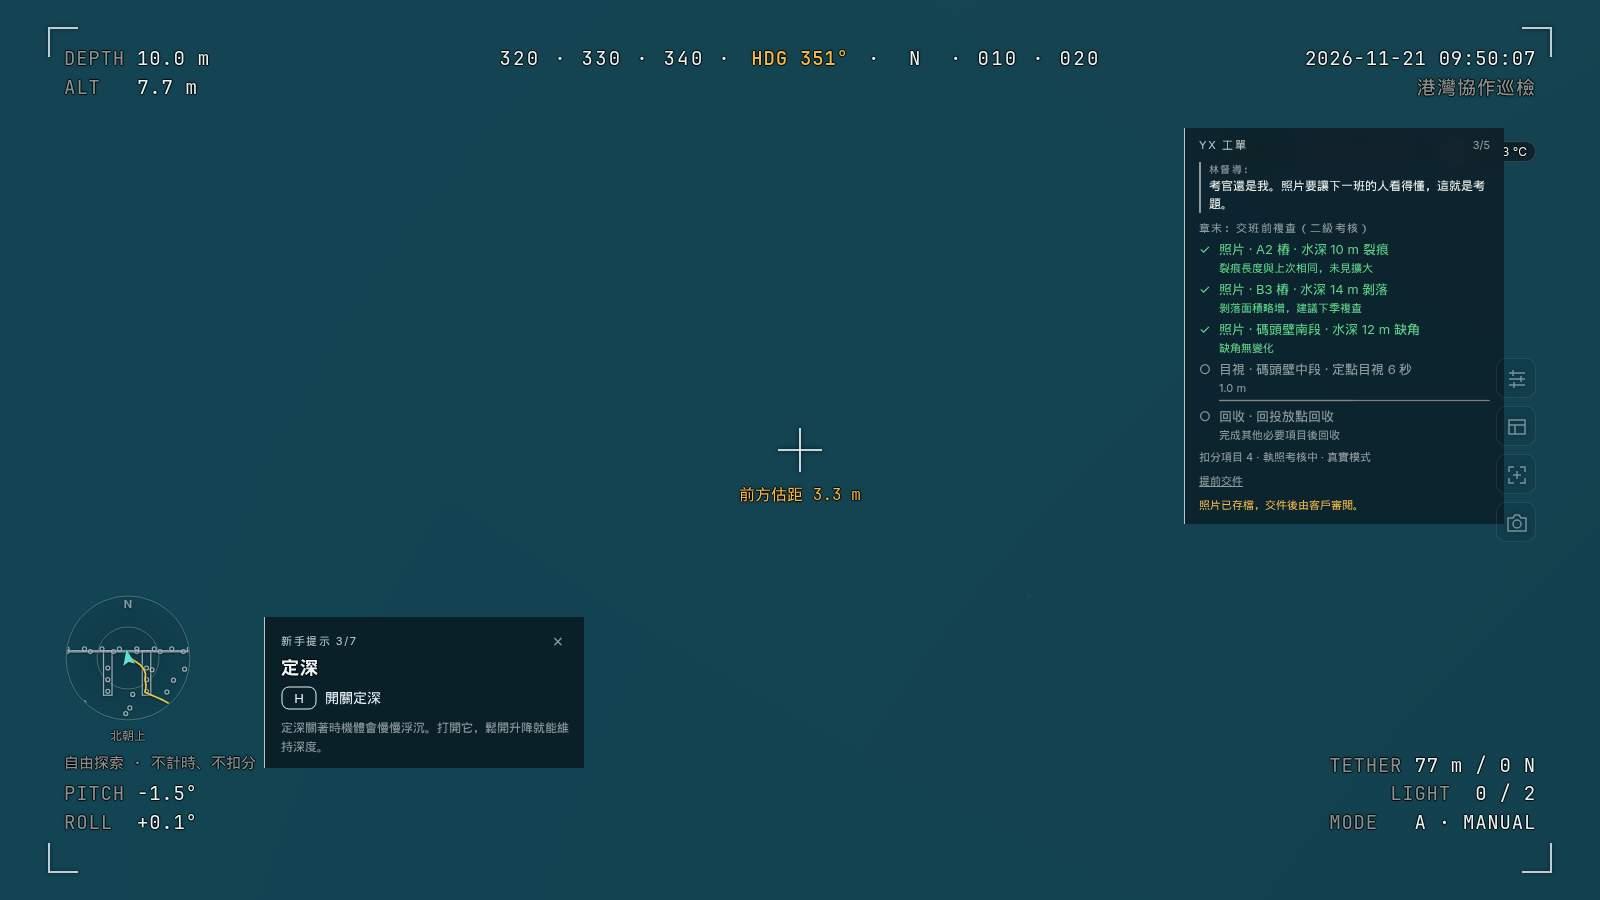 DEPTH 10.0 m
ALT 7.7 m
320 · 330 · 340 · HDG 351° · N · 010 · 020
2026-11-21 09:50:07
港灣協作巡檢
3 °C
YX 工單 3/5
林督導:
考官還是我。照片要讓下一班的人看得懂，這就是考
題。
章末：交班前複查（二級考核）
照片 · A2 樁 · 水深 10 m 裂痕
裂痕長度與上次相同，未見擴大
照片 · B3 樁 · 水深 14 m 剝落
剝落面積略增，建議下季複查
照片 · 碼頭壁南段 · 水深 12 m 缺角
缺角無變化
目視 · 碼頭壁中段 · 定點目視 6 秒
1.0 m
回收 · 回投放點回收
完成其他必要項目後回收
扣分項目 4 · 執照考核中 · 真實模式
提前交件
照片已存檔，交件後由客戶審閱。
前方估距 3.3 m
N
北朝上
新手提示 3/7 ×
定深
H 開關定深
定深關著時機體會慢慢浮沉。打開它，鬆開升降就能維
持深度。
自由探索 · 不計時、不扣分
PITCH -1.5°
ROLL +0.1°
TETHER 77 m / 0 N
LIGHT 0 / 2
MODE A · MANUAL